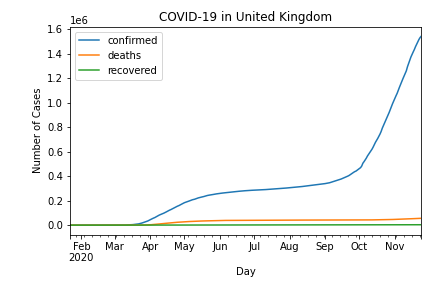 COVID-19 in United Kingdom
1e6
confirmed
deaths
recovered
Number of Cases
1.6
1.4
1.2
1.0
0.8
0.6
0.4
0.2
0.0
Feb Mar Apr May Jun Jul Aug Sep Oct Nov
2020
Day